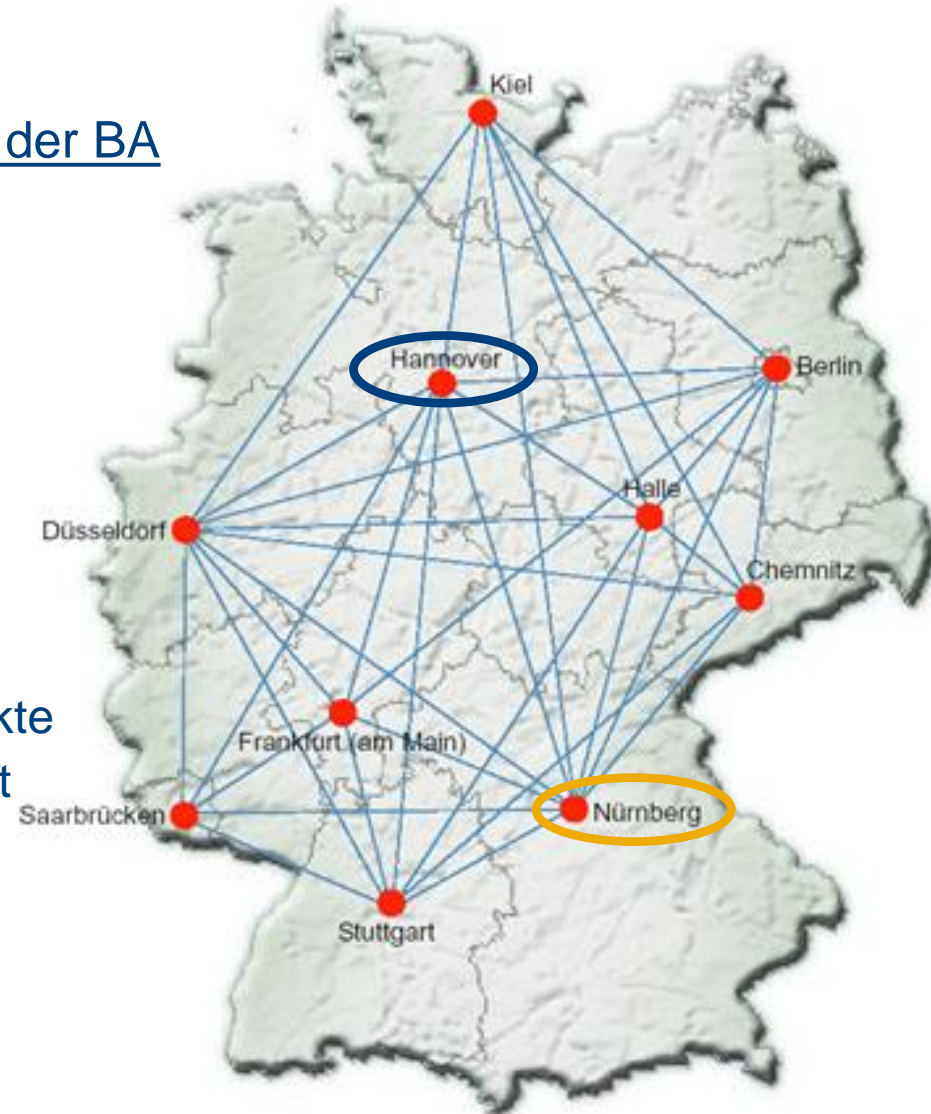 Kiel
der BA
Hannover
Berlin
Halle
Düsseldorf
Chemnitz
kte
Frankfurt (am Main)
t
Saarbrücken
Nürnberg
Stuttgart